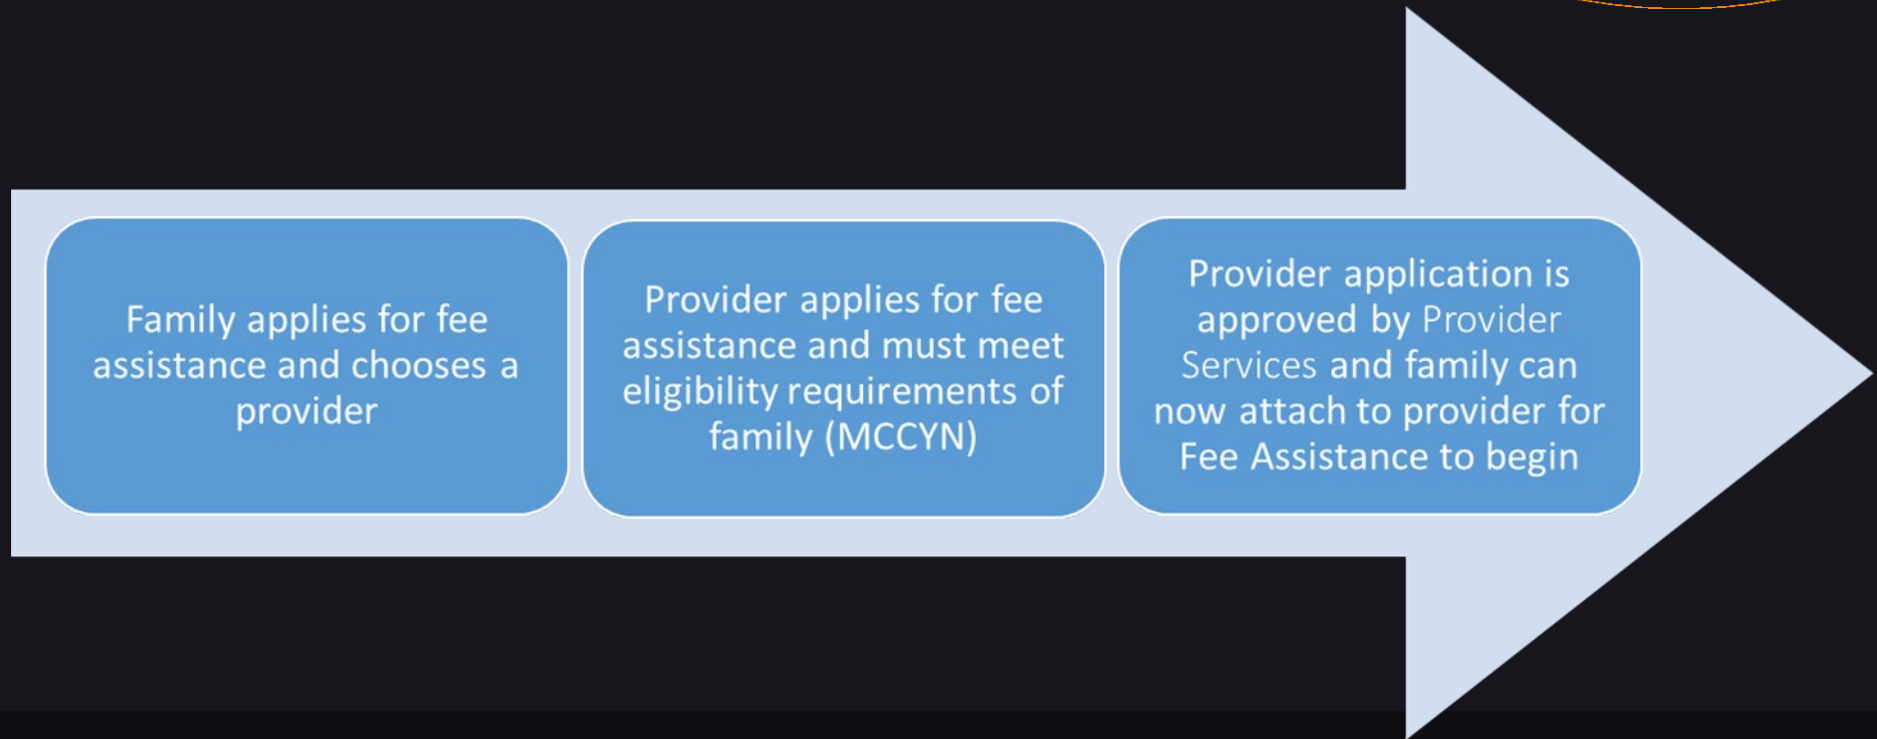 Family applies for fee
assistance and chooses a
provider
Provider applies for fee
assistance and must meet
eligibility requirements of
family (MCCYN)
Provider application is
approved by Provider
Services and family can
now attach to provider for
Fee Assistance to begin